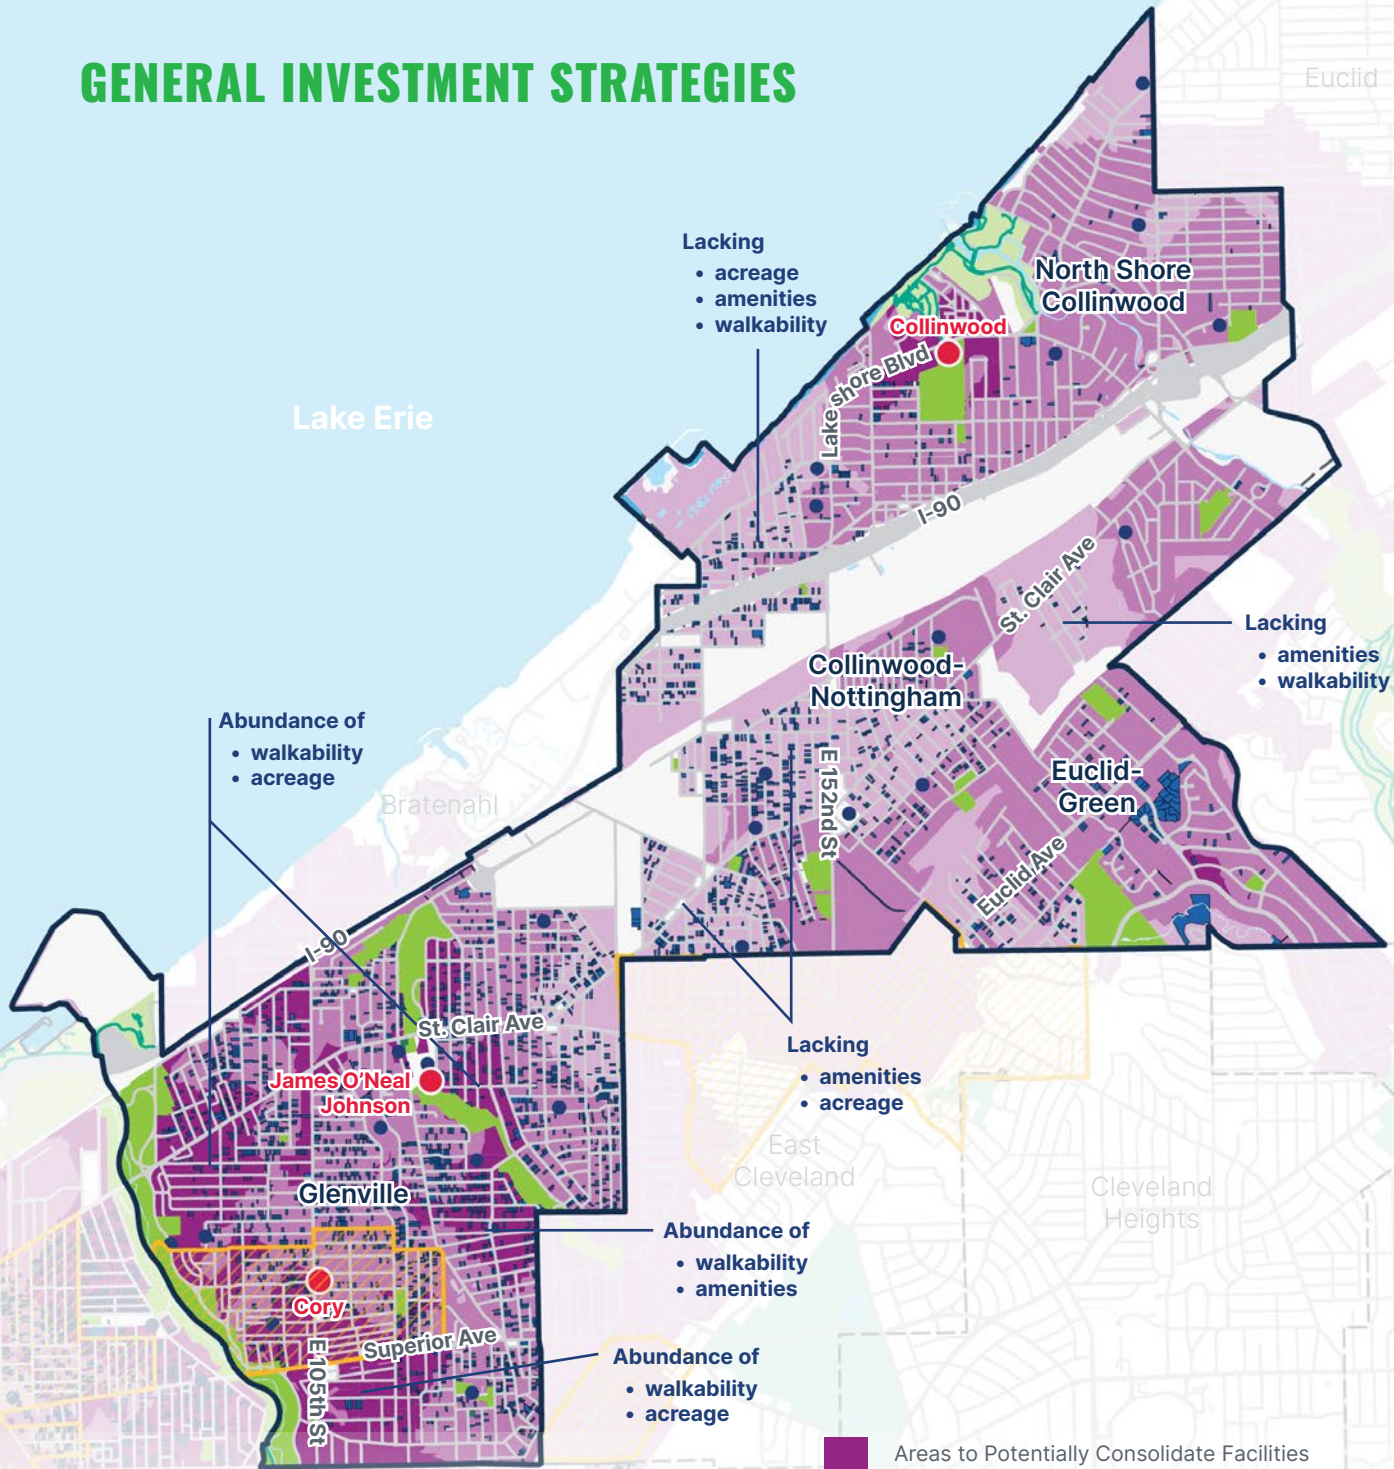 GENERAL INVESTMENT STRATEGIES
Euclid
Lacking
• acreage
• amenities
• walkability
North Shore
Collinwood
Collinwood
Lake shore Blvd
Lake Erie
I-90
St. Clair Ave
Lacking
• amenities
• walkability
Collinwood-
Nottingham
Abundance of
• walkability
• acreage
E 152nd St
Euclid-
Green
Bratenahl
Euclid Ave
I-90
St. Clair Ave
Lacking
• amenities
• acreage
James O'Neal
Johnson
East
Cleveland
Cleveland
Heights
Glenville
Abundance of
• walkability
• amenities
Cory
Superior Ave
E 105th St
Abundance of
• walkability
• acreage
Areas to Potentially Consolidate Facilities